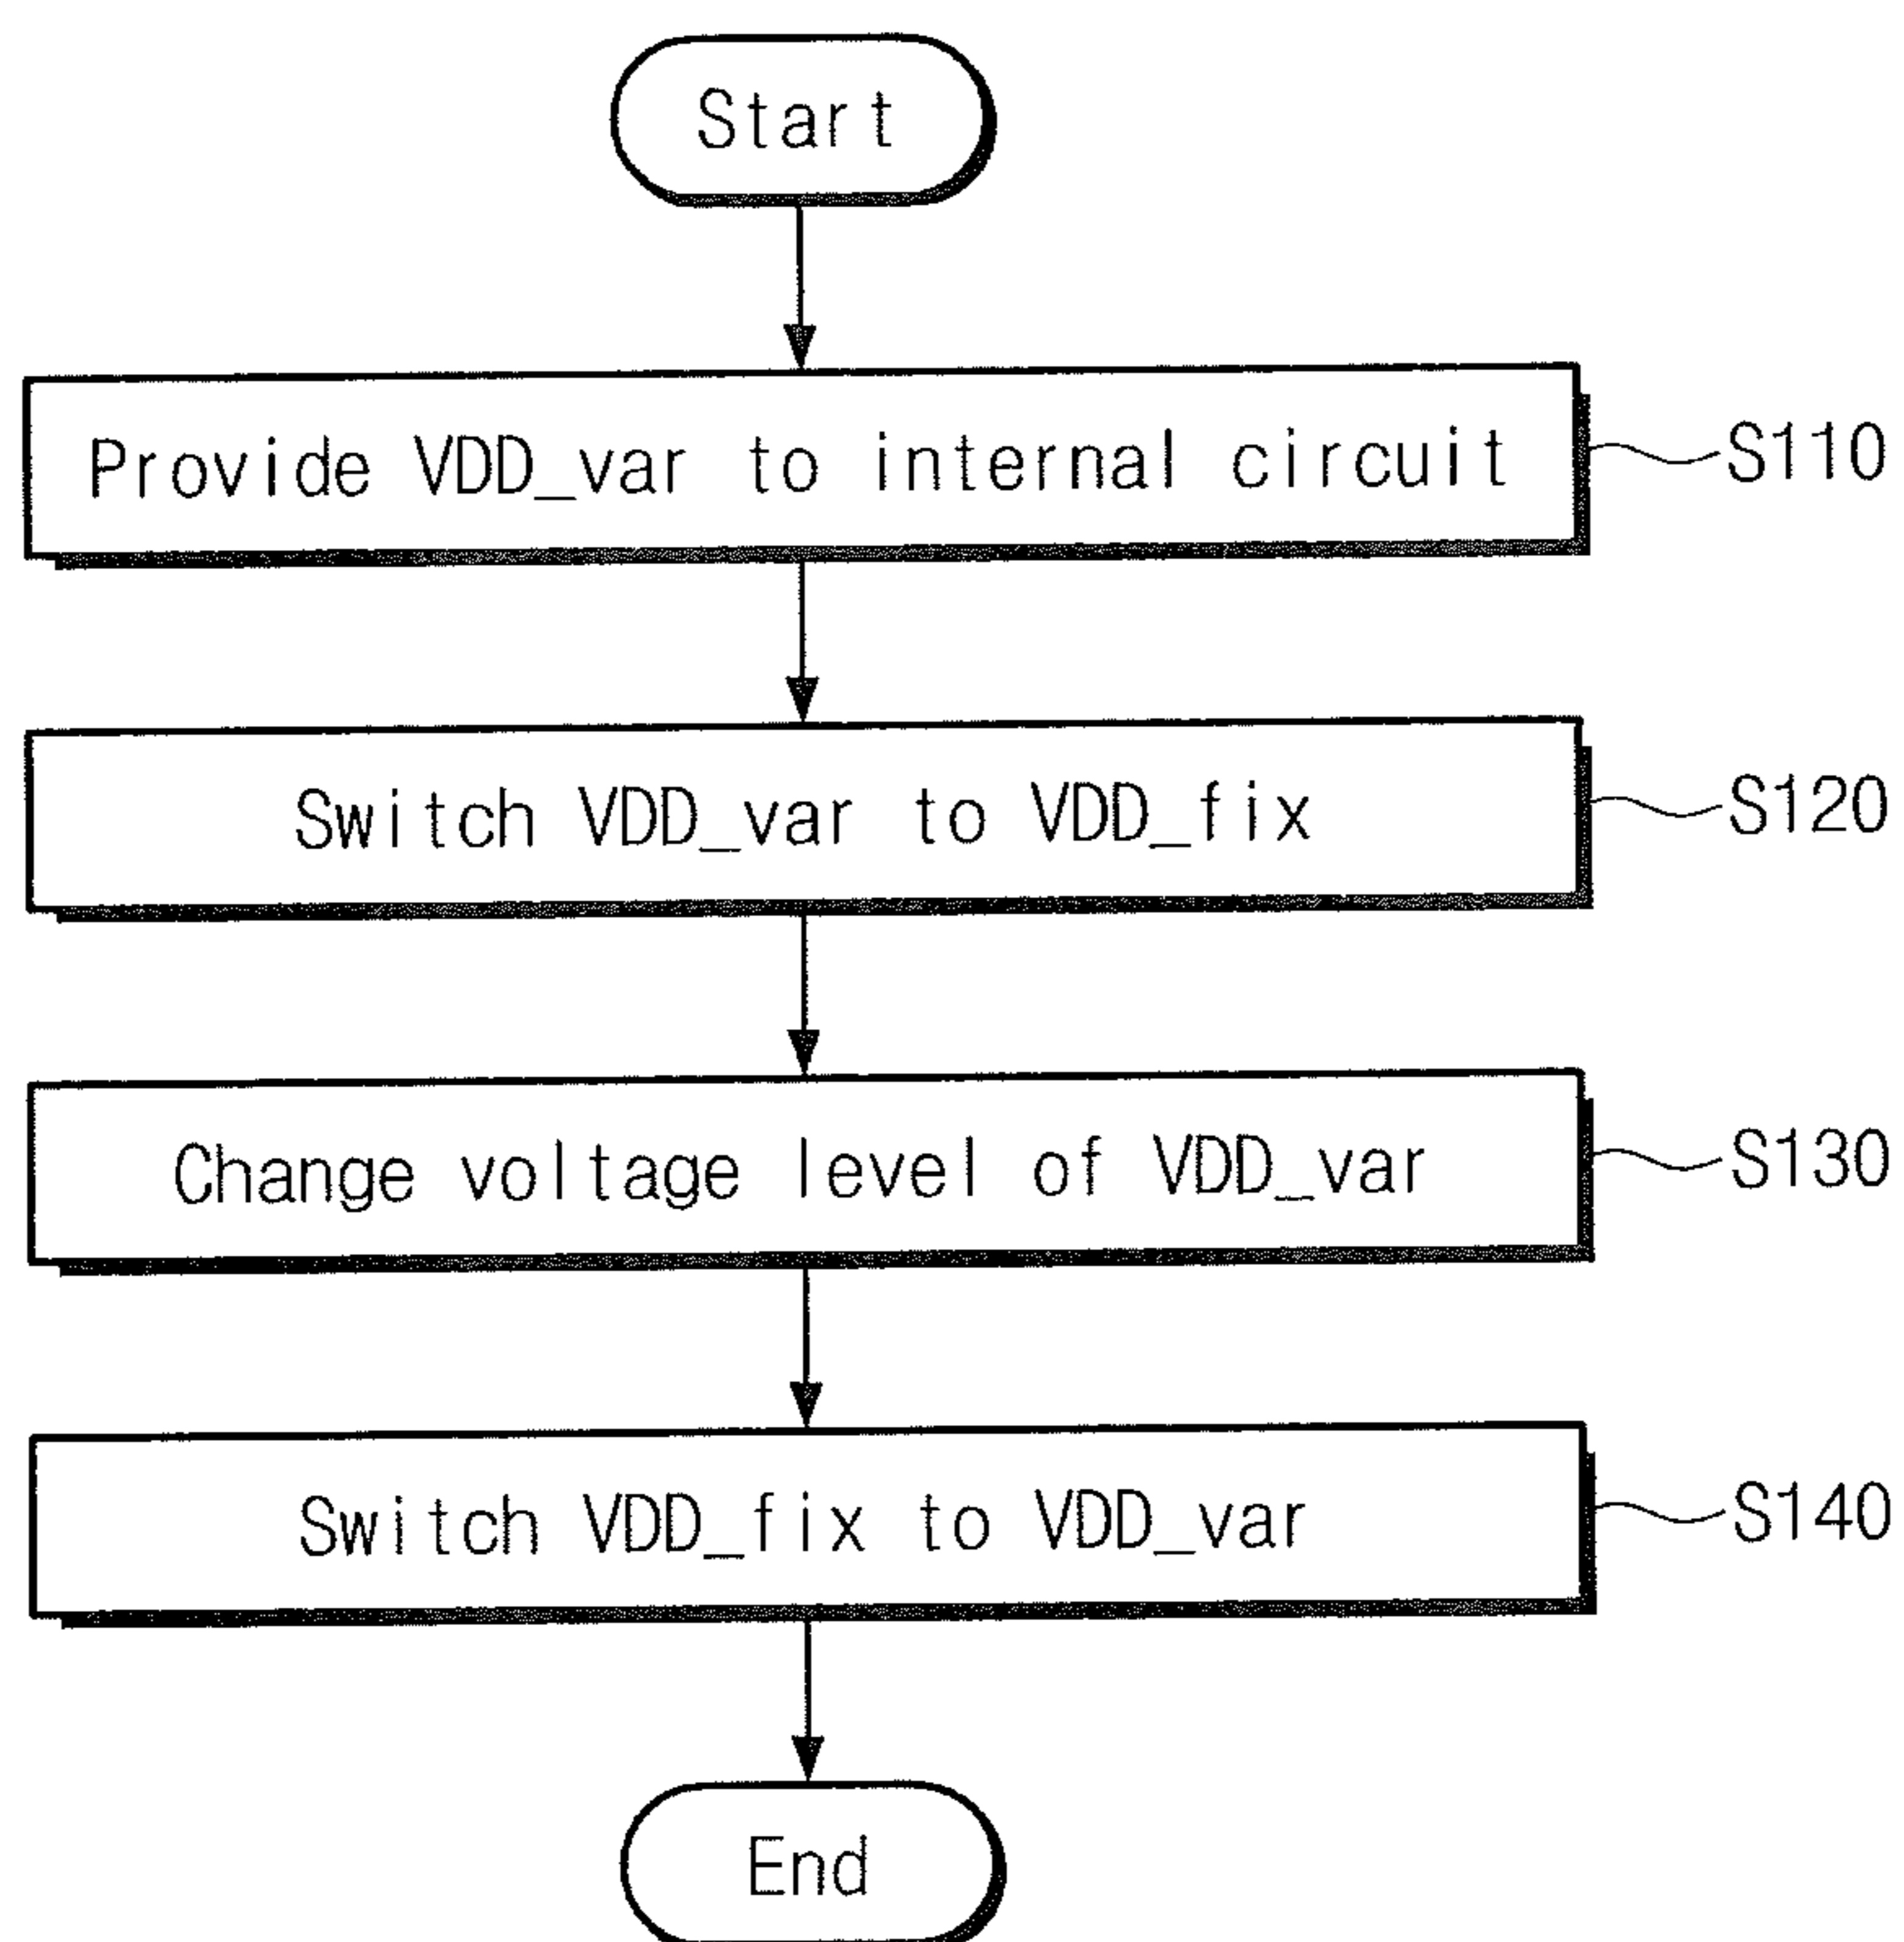 Start
Provide VDD_var to internal circuit
S110
Switch VDD_var to VDD_fix
S120
Change voltage level of VDD_var
S130
Switch VDD_fix to VDD_var
S140
End